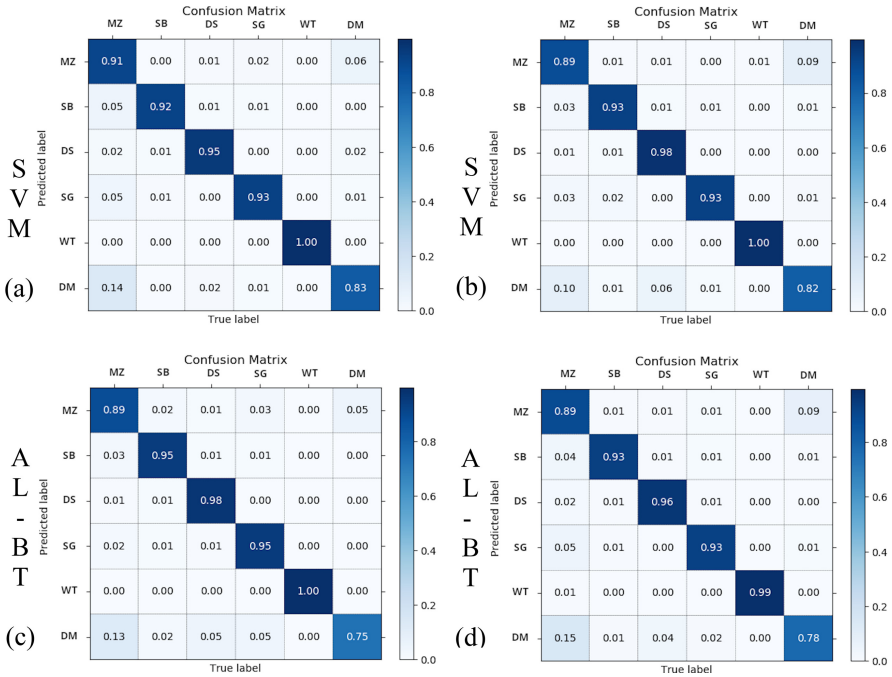 Confusion Matrix
MZ SB DS SG WT DM
MZ 0.91 0.00 0.01 0.02 0.00 0.06
SB 0.05 0.92 0.01 0.01 0.00 0.00
DS 0.02 0.01 0.95 0.00 0.00 0.02
SG 0.05 0.01 0.00 0.93 0.00 0.01
WT 0.00 0.00 0.00 0.00 1.00 0.00
DM 0.14 0.00 0.02 0.01 0.00 0.83
Predicted label
True label
0.8
0.6
0.4
0.2
0.0
SVM
(a)
Confusion Matrix
MZ SB DS SG WT DM
MZ 0.89 0.01 0.01 0.00 0.01 0.09
SB 0.03 0.93 0.01 0.01 0.00 0.01
DS 0.01 0.01 0.98 0.00 0.00 0.00
SG 0.03 0.02 0.00 0.93 0.00 0.01
WT 0.00 0.00 0.00 0.00 1.00 0.00
DM 0.10 0.01 0.06 0.01 0.00 0.82
Predicted label
True label
0.8
0.6
0.4
0.2
0.0
SVM
(b)
Confusion Matrix
MZ SB DS SG WT DM
MZ 0.89 0.02 0.01 0.03 0.00 0.05
SB 0.03 0.95 0.01 0.01 0.00 0.00
DS 0.01 0.01 0.98 0.00 0.00 0.00
SG 0.02 0.01 0.01 0.95 0.00 0.00
WT 0.00 0.00 0.00 0.00 1.00 0.00
DM 0.13 0.02 0.05 0.05 0.00 0.75
Predicted label
True label
0.8
0.6
0.4
0.2
0.0
AL-BT
(c)
Confusion Matrix
MZ SB DS SG WT DM
MZ 0.89 0.01 0.01 0.01 0.00 0.09
SB 0.04 0.93 0.01 0.01 0.00 0.01
DS 0.02 0.01 0.96 0.01 0.00 0.00
SG 0.05 0.01 0.00 0.93 0.00 0.01
WT 0.01 0.00 0.00 0.00 0.99 0.00
DM 0.15 0.01 0.04 0.02 0.00 0.78
Predicted label
True label
0.8
0.6
0.4
0.2
0.0
AL-BT
(d)